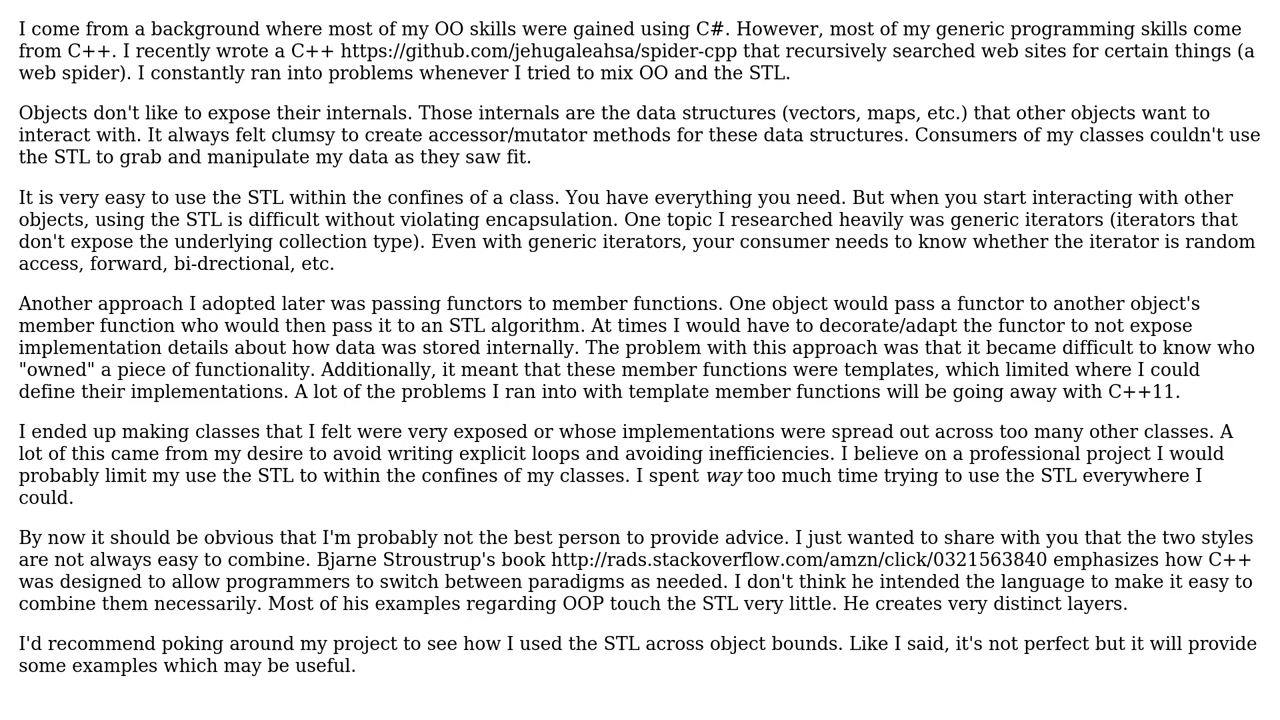 I come from a background where most of my OO skills were gained using C#. However, most of my generic programming skills come
from C++. I recently wrote a C++ https://github.com/jehugaleahsa/spider-cpp that recursively searched web sites for certain things (a
web spider). I constantly ran into problems whenever I tried to mix OO and the STL.
Objects don't like to expose their internals. Those internals are the data structures (vectors, maps, etc.) that other objects want to
interact with. It always felt clumsy to create accessor/mutator methods for these data structures. Consumers of my classes couldn't use
the STL to grab and manipulate my data as they saw fit.
It is very easy to use the STL within the confines of a class. You have everything you need. But when you start interacting with other
objects, using the STL is difficult without violating encapsulation. One topic I researched heavily was generic iterators (iterators that
don't expose the underlying collection type). Even with generic iterators, your consumer needs to know whether the iterator is random
access, forward, bi-drectional, etc.
Another approach I adopted later was passing functors to member functions. One object would pass a functor to another object's
member function who would then pass it to an STL algorithm. At times I would have to decorate/adapt the functor to not expose
implementation details about how data was stored internally. The problem with this approach was that it became difficult to know who
"owned" a piece of functionality. Additionally, it meant that these member functions were templates, which limited where I could
define their implementations. A lot of the problems I ran into with template member functions will be going away with C++11.
I ended up making classes that I felt were very exposed or whose implementations were spread out across too many other classes. A
lot of this came from my desire to avoid writing explicit loops and avoiding inefficiencies. I believe on a professional project I would
probably limit my use the STL to within the confines of my classes. I spent way too much time trying to use the STL everywhere I
could.
By now it should be obvious that I'm probably not the best person to provide advice. I just wanted to share with you that the two styles
are not always easy to combine. Bjarne Stroustrup's book http://rads.stackoverflow.com/amzn/click/0321563840 emphasizes how C++
was designed to allow programmers to switch between paradigms as needed. I don't think he intended the language to make it easy to
combine them necessarily. Most of his examples regarding OOP touch the STL very little. He creates very distinct layers.
I'd recommend poking around my project to see how I used the STL across object bounds. Like I said, it's not perfect but it will provide
some examples which may be useful.